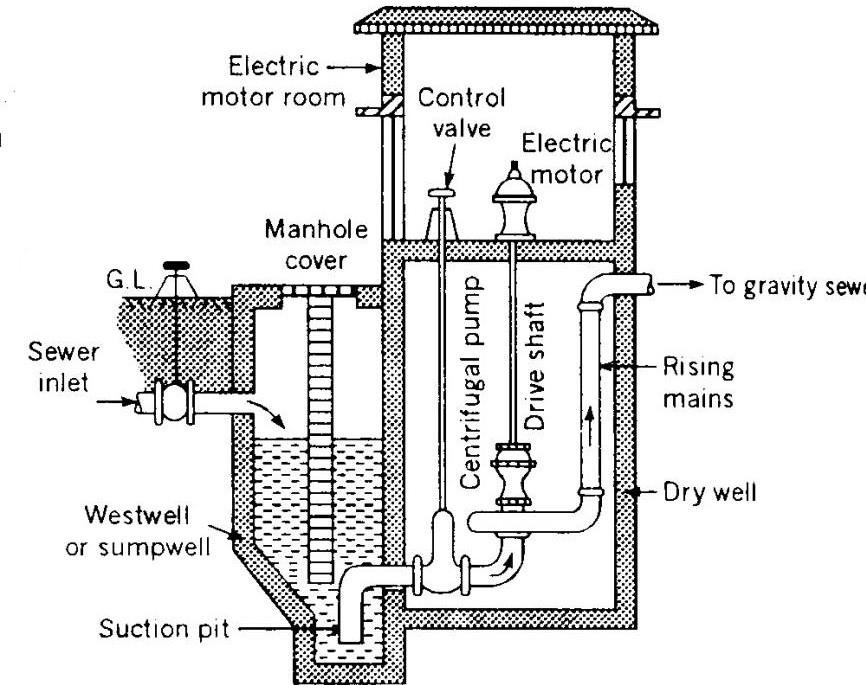 Electric
motor room
Control
valve
Electric
motor
Manhole
cover
G.L.
To gravity sewe
Sewer
inlet
Centrifugal pump
Drive shaft
Rising
mains
Dry well
Westwell
or sumpwell
Suction pit